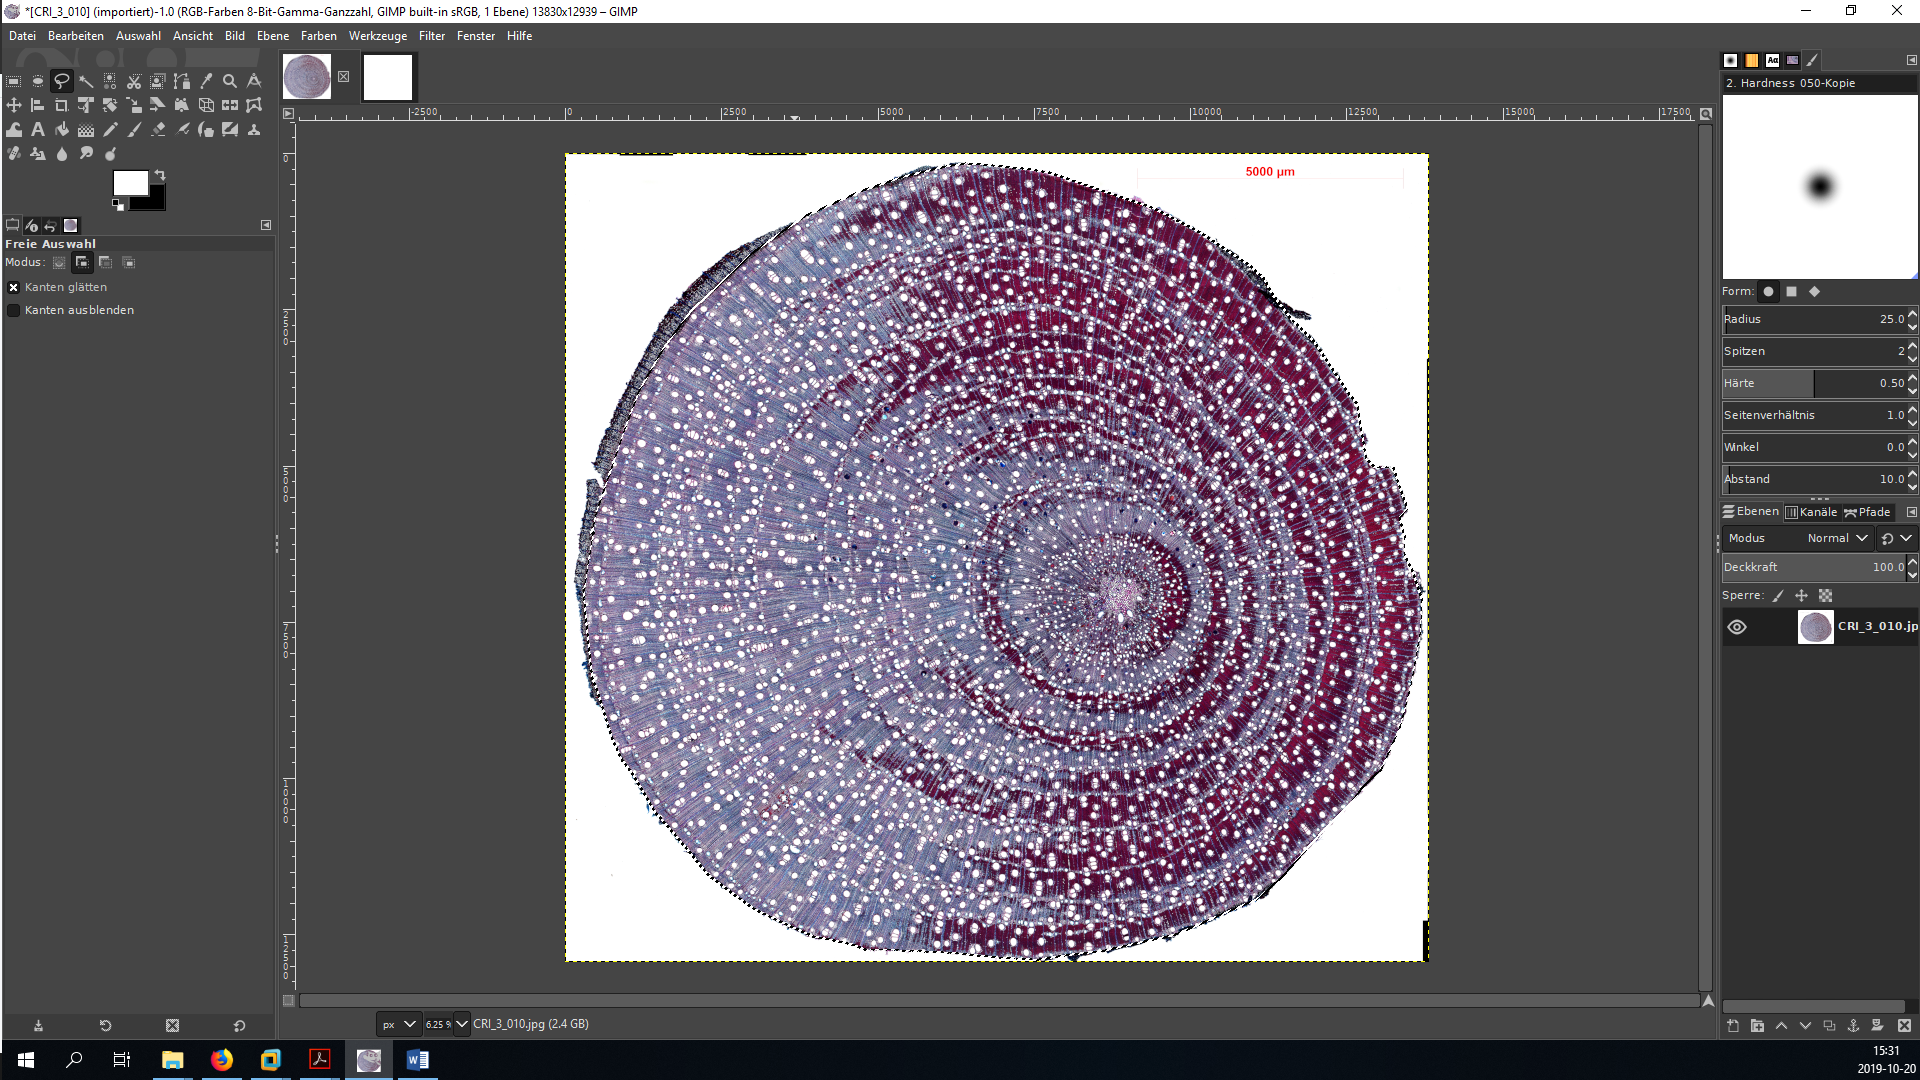 *[CRI_3_010] (importiert)-1.0 (RGB-Farben 8-Bit-Gamma-Ganzzahl, GIMP built-in sRGB, 1 Ebene) 13830x12939 – GIMP
Datei Bearbeiten Auswahl Ansicht Bild Ebene Farben Werkzeuge Filter Fenster Hilfe
Freie Auswahl
Modus:
Kanten glätten
Kanten ausblenden
-2500 0 2500 5000 7500 10000 12500 15000 17500
0
2500
5000
7500
10000
1250
5000 µm
px 6.25 % CRI_3_010.jpg (2.4 GB)
Aa
2. Hardness 050-Kopie
Form:
Radius 25.0
Spitzen 2
Härte 0.50
Seitenverhältnis 1.0
Winkel 0.0
Abstand 10.0
Ebenen Kanäle Pfade
Modus Normal
Deckkraft 100.0
Sperre:
CRI_3_010.jp
15:31
2019-10-20